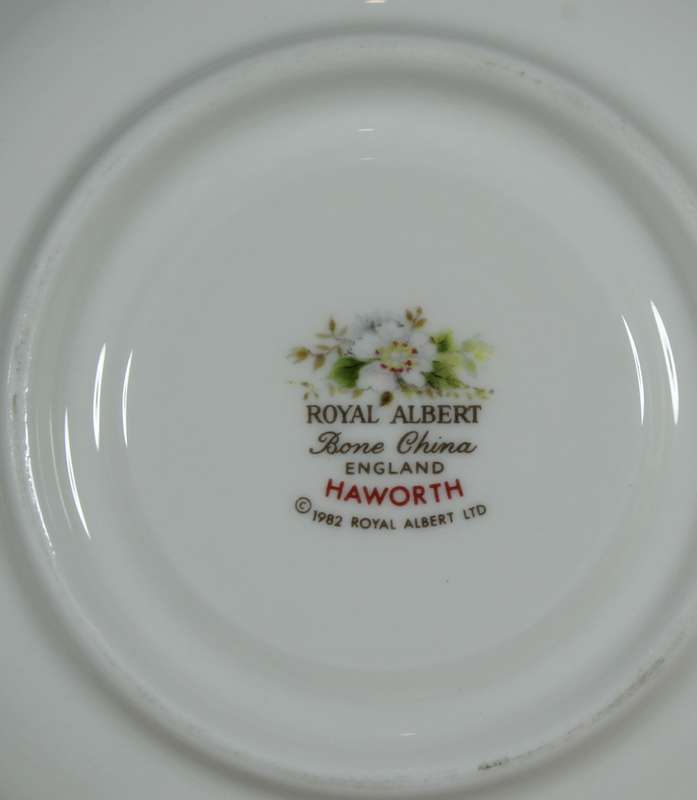 ROYAL ALBERT
Bone China
ENGLAND
HAWORTH
© 1982 ROYAL ALBERT LTD